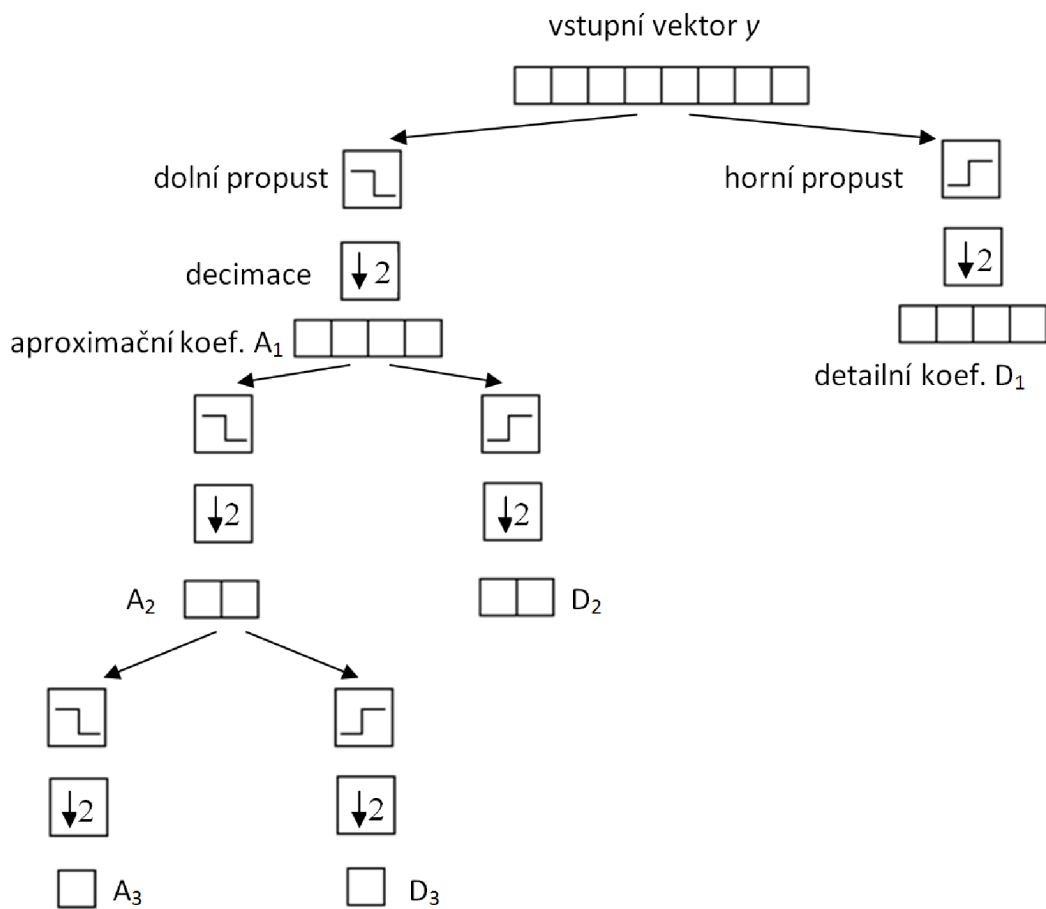 vstupní vektor y
dolní propust
horní propust
decimace
↓2
↓2
aproximační koef. A₁
detailní koef. D₁
↓2
↓2
A₂
D₂
↓2
↓2
A₃
D₃